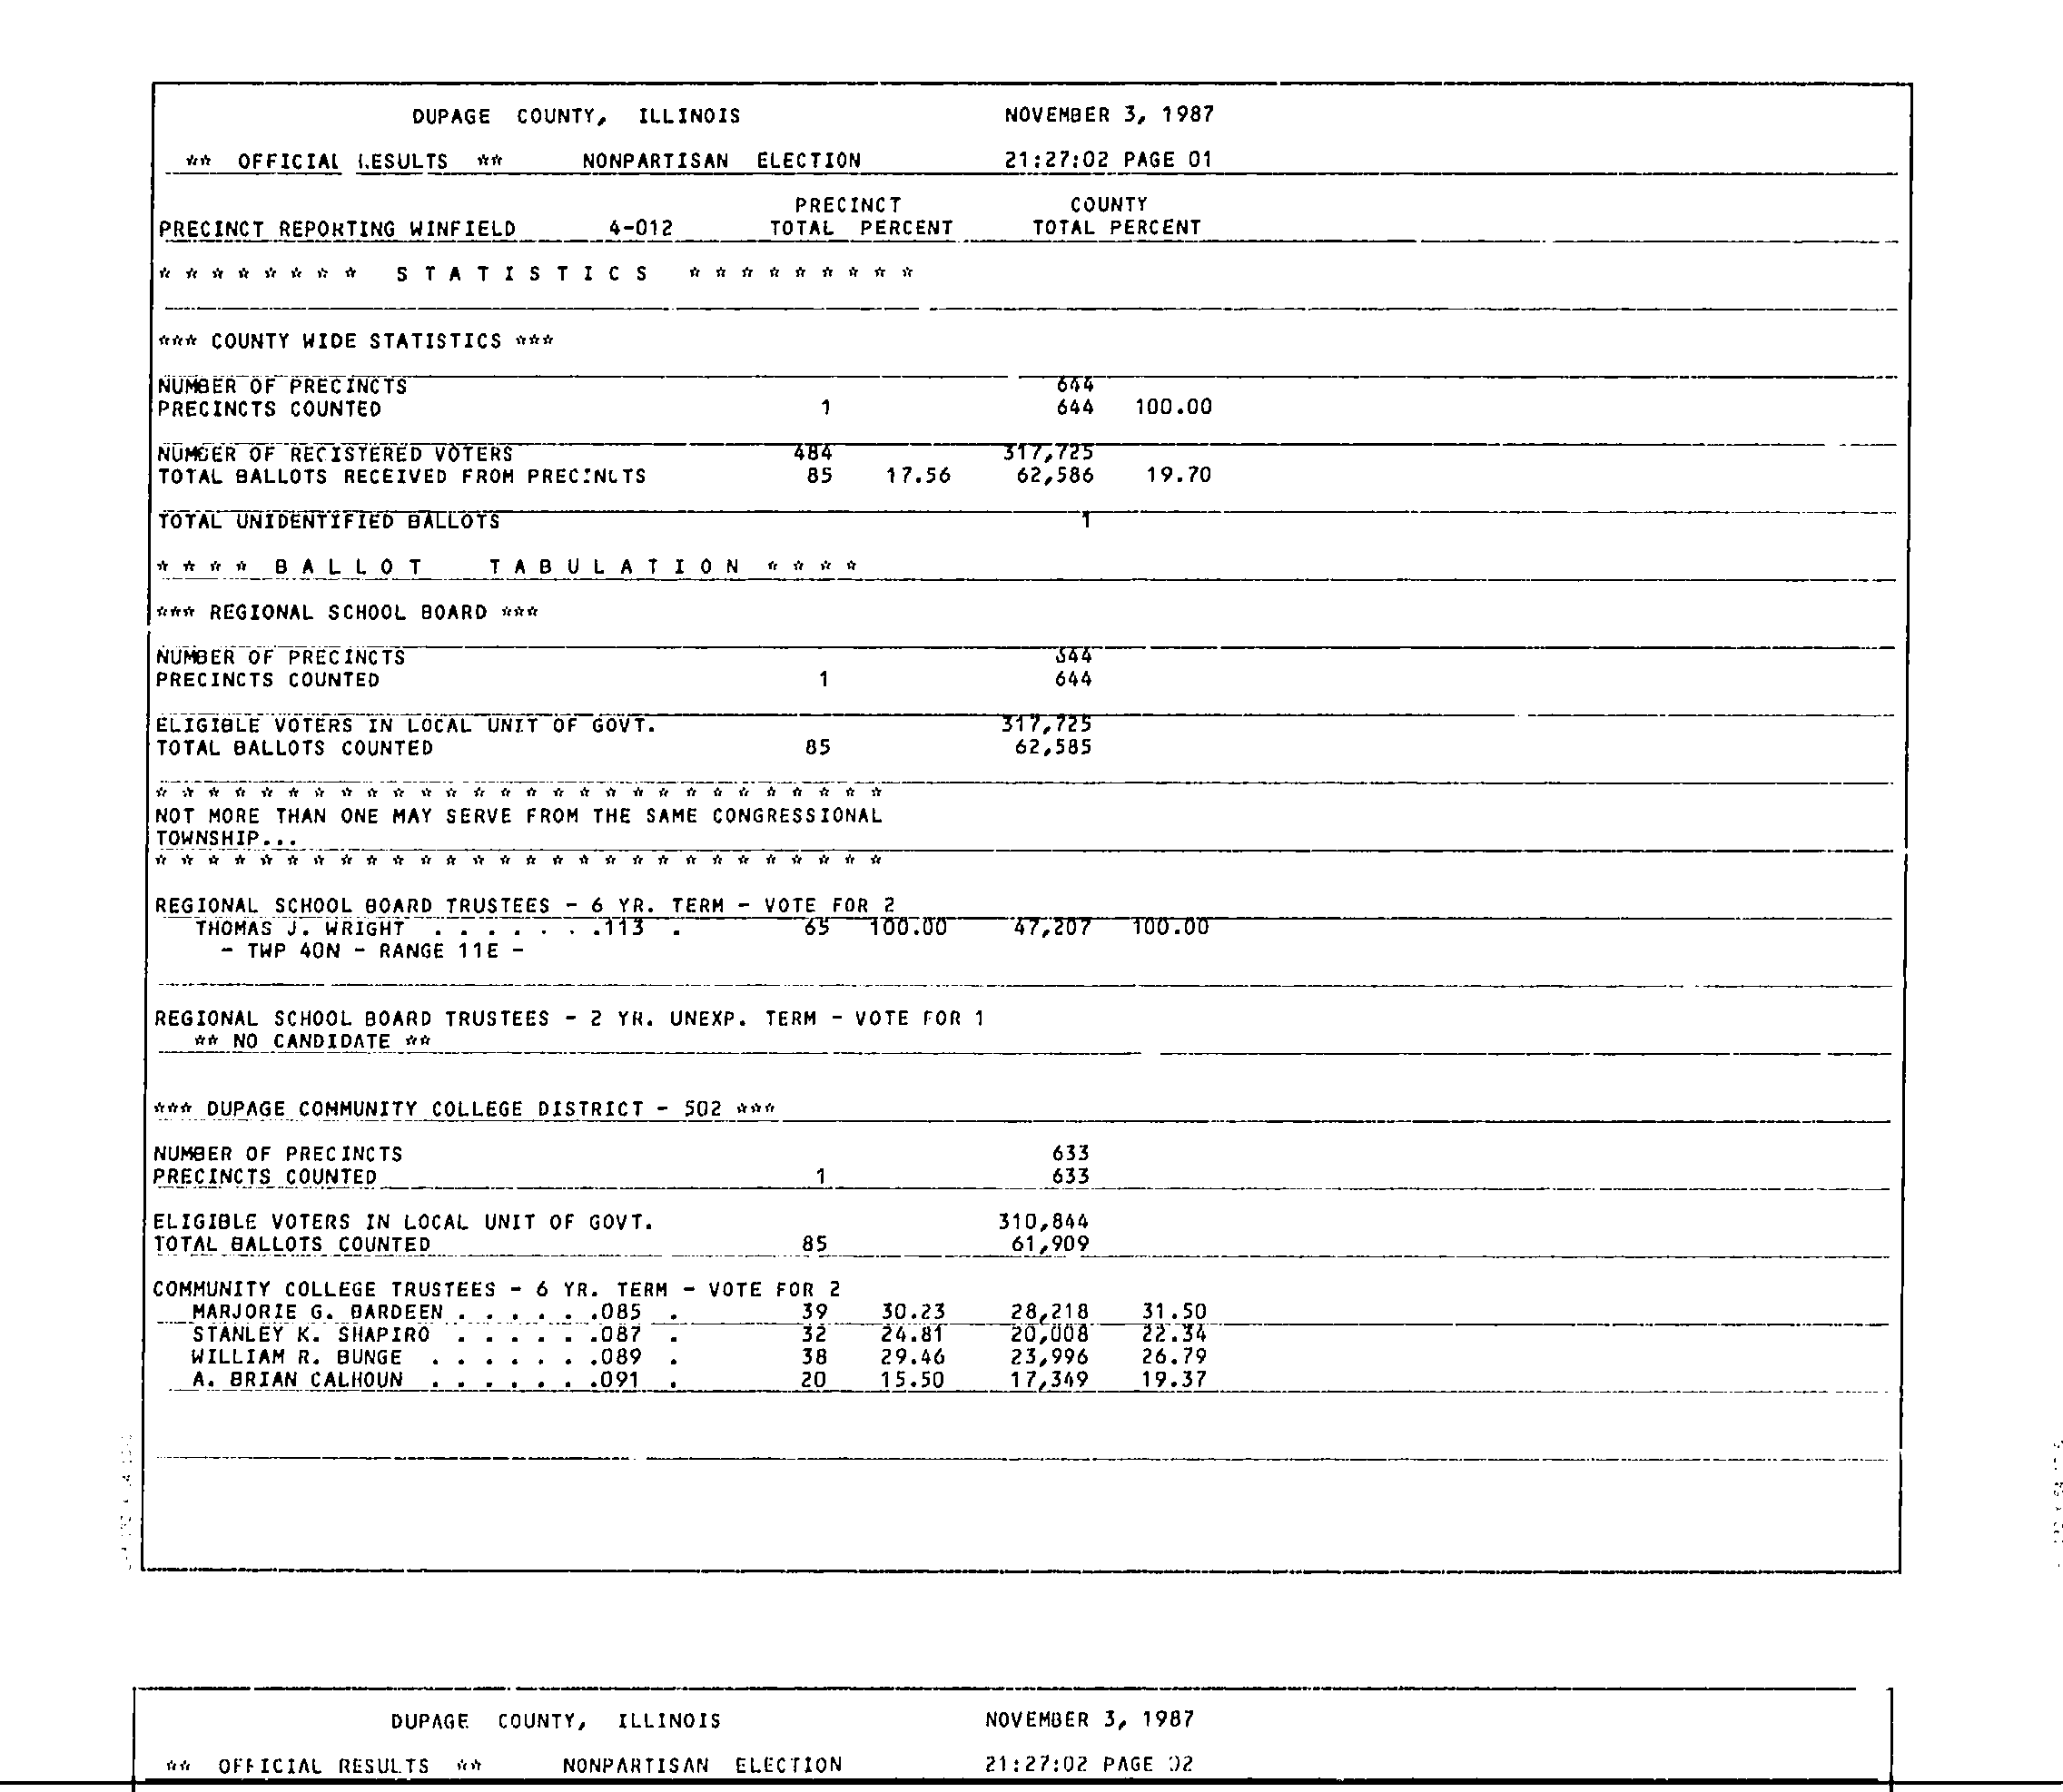 DUPAGE COUNTY, ILLINOIS NOVEMBER 3, 1987
** OFFICIAL RESULTS ** NONPARTISAN ELECTION 21:27:02 PAGE 01
PRECINCT COUNTY
PRECINCT REPORTING WINFIELD 4-012 TOTAL PERCENT TOTAL PERCENT
* * * * * * * * S T A T I S T I C S * * * * * * * * *
*** COUNTY WIDE STATISTICS ***
NUMBER OF PRECINCTS 644
PRECINCTS COUNTED 1 644 100.00
NUMBER OF REGISTERED VOTERS 484 317,725
TOTAL BALLOTS RECEIVED FROM PRECINCTS 85 17.56 62,586 19.70
TOTAL UNIDENTIFIED BALLOTS 1
* * * * B A L L O T T A B U L A T I O N * * * *
*** REGIONAL SCHOOL BOARD ***
NUMBER OF PRECINCTS 644
PRECINCTS COUNTED 1 644
ELIGIBLE VOTERS IN LOCAL UNIT OF GOVT. 317,725
TOTAL BALLOTS COUNTED 85 62,585
* * * * * * * * * * * * * * * * * * * * * * * * * * * *
NOT MORE THAN ONE MAY SERVE FROM THE SAME CONGRESSIONAL
TOWNSHIP...
* * * * * * * * * * * * * * * * * * * * * * * * * * * *
REGIONAL SCHOOL BOARD TRUSTEES - 6 YR. TERM - VOTE FOR 2
THOMAS J. WRIGHT . . . . . . .113 . 65 100.00 47,207 100.00
- TWP 40N - RANGE 11E -
REGIONAL SCHOOL BOARD TRUSTEES - 2 YR. UNEXP. TERM - VOTE FOR 1
** NO CANDIDATE **
*** DUPAGE COMMUNITY COLLEGE DISTRICT - 502 ***
NUMBER OF PRECINCTS 633
PRECINCTS COUNTED 1 633
ELIGIBLE VOTERS IN LOCAL UNIT OF GOVT. 310,844
TOTAL BALLOTS COUNTED 85 61,909
COMMUNITY COLLEGE TRUSTEES - 6 YR. TERM - VOTE FOR 2
MARJORIE G. BARDEEN . . . . . .085 . 39 30.23 28,218 31.50
STANLEY K. SHAPIRO . . . . . .087 . 32 24.81 20,008 22.34
WILLIAM R. BUNGE . . . . . . .089 . 38 29.46 23,996 26.79
A. BRIAN CALHOUN . . . . . . .091 . 20 15.50 17,349 19.37
DUPAGE COUNTY, ILLINOIS NOVEMBER 3, 1987
** OFFICIAL RESULTS ** NONPARTISAN ELECTION 21:27:02 PAGE 02